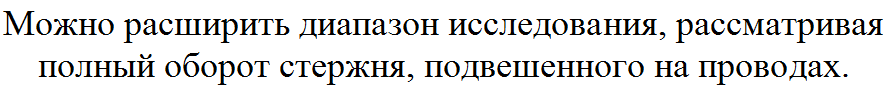 Можно расширить диапазон исследования, рассматривая
полный оборот стержня, подвешенного на проводах.